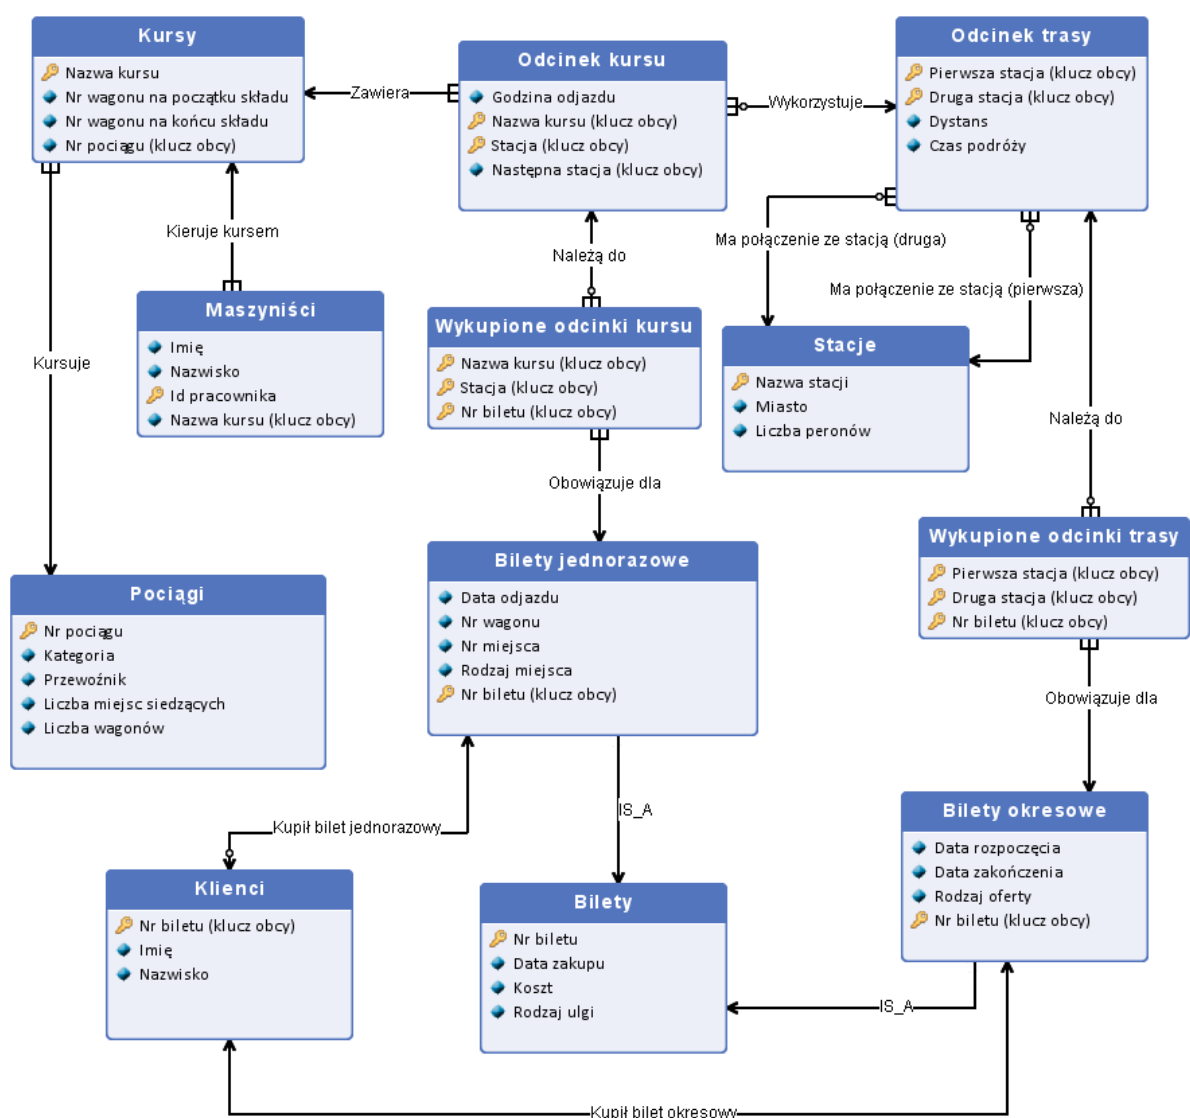 Kursy
Nazwa kursu
Nr wagonu na początku składu
Nr wagonu na końcu składu
Nr pociągu (klucz obcy)
Zawiera
Odcinek kursu
Godzina odjazdu
Nazwa kursu (klucz obcy)
Stacja (klucz obcy)
Następna stacja (klucz obcy)
Wykorzystuje
Odcinek trasy
Pierwsza stacja (klucz obcy)
Druga stacja (klucz obcy)
Dystans
Czas podróży
Kieruje kursem
Należą do
Ma połączenie ze stacją (druga)
Ma połączenie ze stacją (pierwsza)
Maszyniści
Imię
Nazwisko
Id pracownika
Nazwa kursu (klucz obcy)
Kursuje
Wykupione odcinki kursu
Nazwa kursu (klucz obcy)
Stacja (klucz obcy)
Nr biletu (klucz obcy)
Stacje
Nazwa stacji
Miasto
Liczba peronów
Należą do
Obowiązuje dla
Wykupione odcinki trasy
Pierwsza stacja (klucz obcy)
Druga stacja (klucz obcy)
Nr biletu (klucz obcy)
Pociągi
Nr pociągu
Kategoria
Przewoźnik
Liczba miejsc siedzących
Liczba wagonów
Bilety jednorazowe
Data odjazdu
Nr wagonu
Nr miejsca
Rodzaj miejsca
Nr biletu (klucz obcy)
Obowiązuje dla
IS_A
Kupił bilet jednorazowy
Bilety okresowe
Data rozpoczęcia
Data zakończenia
Rodzaj oferty
Nr biletu (klucz obcy)
Klienci
Nr biletu (klucz obcy)
Imię
Nazwisko
Bilety
Nr biletu
Data zakupu
Koszt
Rodzaj ulgi
IS_A
Kupił bilet okresowy